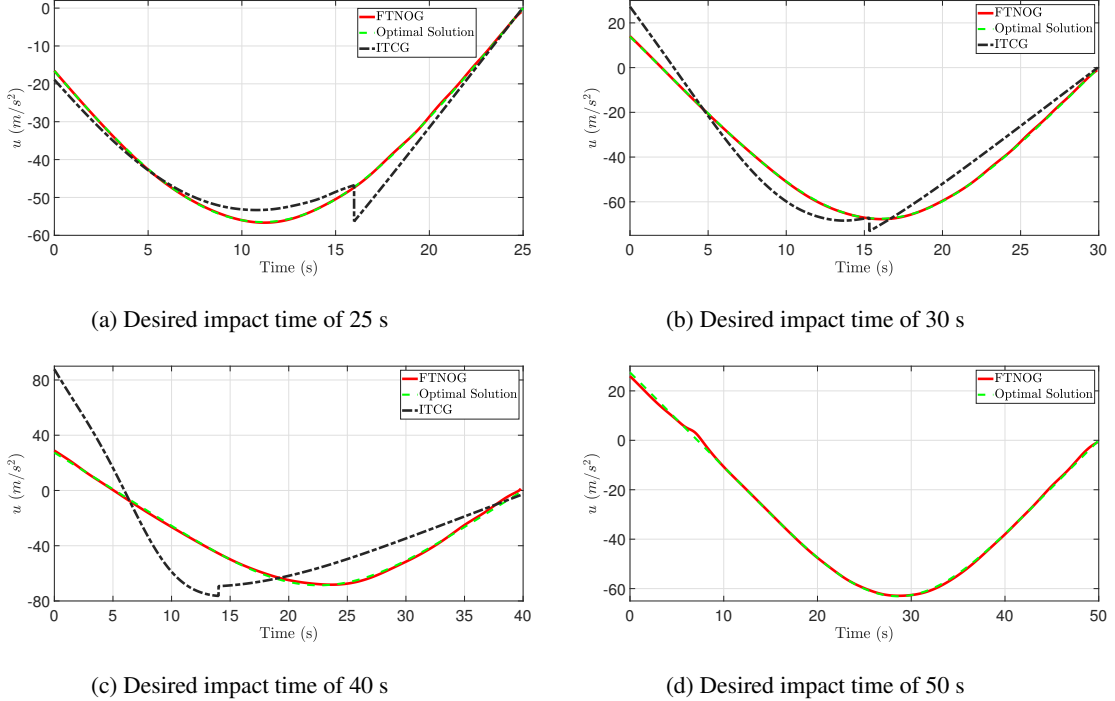 FTNOG
Optimal Solution
ITCG
0
-10
-20
-30
-40
-50
-60
u (m/s²)
0 5 10 15 20 25
Time (s)
(a) Desired impact time of 25 s
FTNOG
Optimal Solution
ITCG
20
0
-20
-40
-60
u (m/s²)
0 5 10 15 20 25 30
Time (s)
(b) Desired impact time of 30 s
FTNOG
Optimal Solution
ITCG
80
40
0
-40
-80
u (m/s²)
0 5 10 15 20 25 30 35 40
Time (s)
(c) Desired impact time of 40 s
FTNOG
Optimal Solution
20
0
-20
-40
-60
u (m/s²)
0 10 20 30 40 50
Time (s)
(d) Desired impact time of 50 s